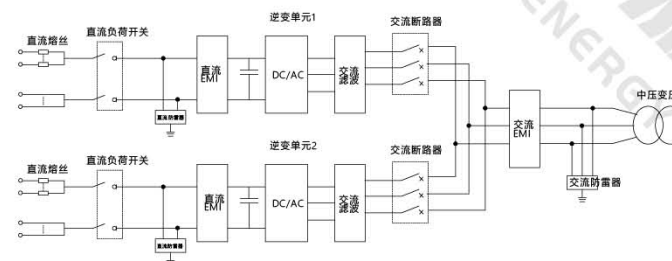 逆变单元1
交流断路器
直流熔丝
直流负荷开关
直流
EMI
DC/AC
交流
滤波
直流防雷器
中压变压
交流
EMI
交流防雷器
逆变单元2
交流断路器
直流熔丝
直流负荷开关
直流
EMI
DC/AC
交流
滤波
直流防雷器
ENERG